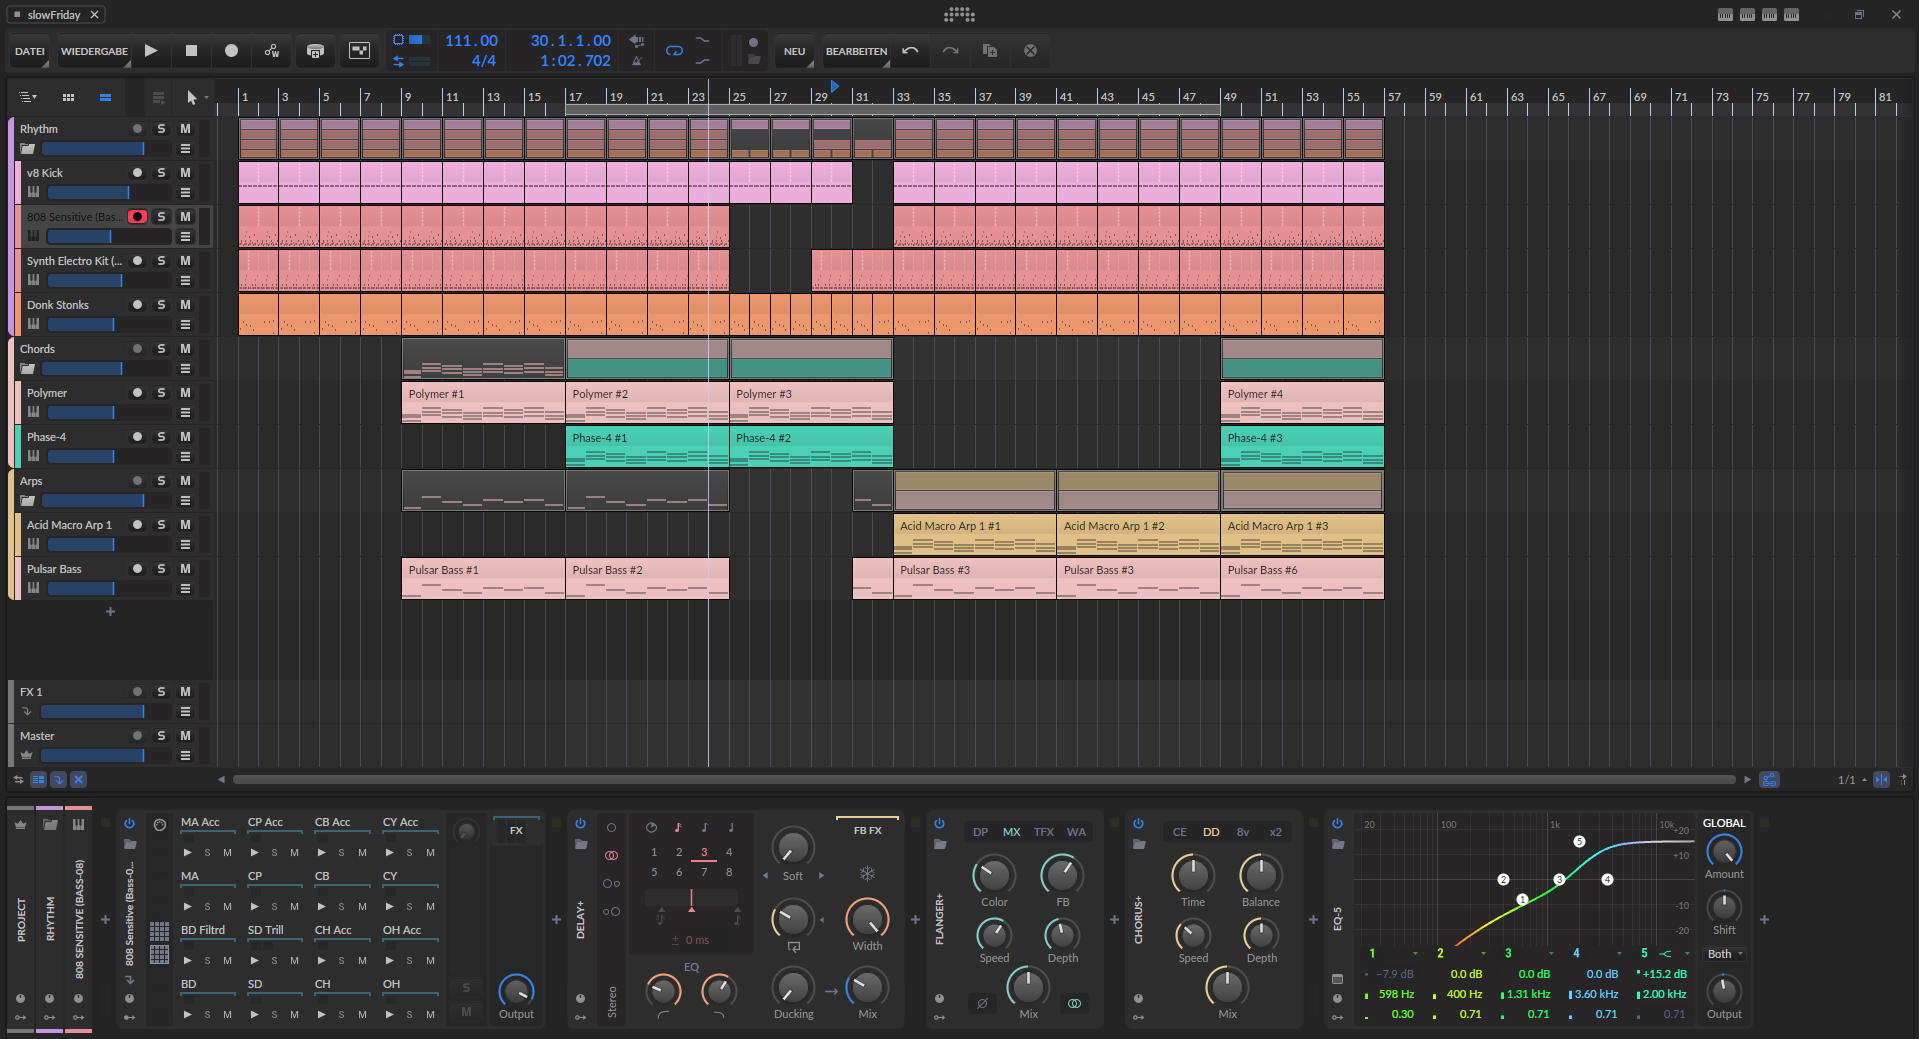 slowFriday
DATEI WIEDERGABE 111.00 4/4 30.1.1.00 1:02.702 NEU BEARBEITEN
1 3 5 7 9 11 13 15 17 19 21 23 25 27 29 31 33 35 37 39 41 43 45 47 49 51 53 55 57 59 61 63 65 67 69 71 73 75 77 79 81
Rhythm S M
v8 Kick S M
808 Sensitive (Bas... S M
Synth Electro Kit (... S M
Donk Stonks S M
Chords S M
Polymer S M Polymer #1 Polymer #2 Polymer #3 Polymer #4
Phase-4 S M Phase-4 #1 Phase-4 #2 Phase-4 #3
Arps S M
Acid Macro Arp 1 S M Acid Macro Arp 1 #1 Acid Macro Arp 1 #2 Acid Macro Arp 1 #3
Pulsar Bass S M Pulsar Bass #1 Pulsar Bass #2 Pulsar Bass #3 Pulsar Bass #3 Pulsar Bass #6
+
FX 1 S M
Master S M
1/1
PROJECT
RHYTHM
808 SENSITIVE (BASS-08)
808 Sensitive (Bass-0...
MA Acc CP Acc CB Acc CY Acc
S M S M S M S M
MA CP CB CY
S M S M S M S M
BD Filtrd SD Trill CH Acc OH Acc
S M S M S M S M
BD SD CH OH
S M S M S M S M
S
M
FX
Output
DELAY+
Stereo
1 2 3 4
5 6 7 8
± 0 ms
EQ
Soft
Ducking
FB FX
Width
Mix
FLANGER+
DP MX TFX WA
Color FB
Speed Depth
Mix
CHORUS+
CE DD 8v x2
Time Balance
Speed Depth
Mix
EQ-5
20 100 1k 10k
+20
+10
-10
-20
5
2 3 4
1
1 2 3 4 5
-7.9 dB 0.0 dB 0.0 dB 0.0 dB +15.2 dB
598 Hz 400 Hz 1.31 kHz 3.60 kHz 2.00 kHz
0.30 0.71 0.71 0.71 0.71
GLOBAL
Amount
Shift
Both
Output